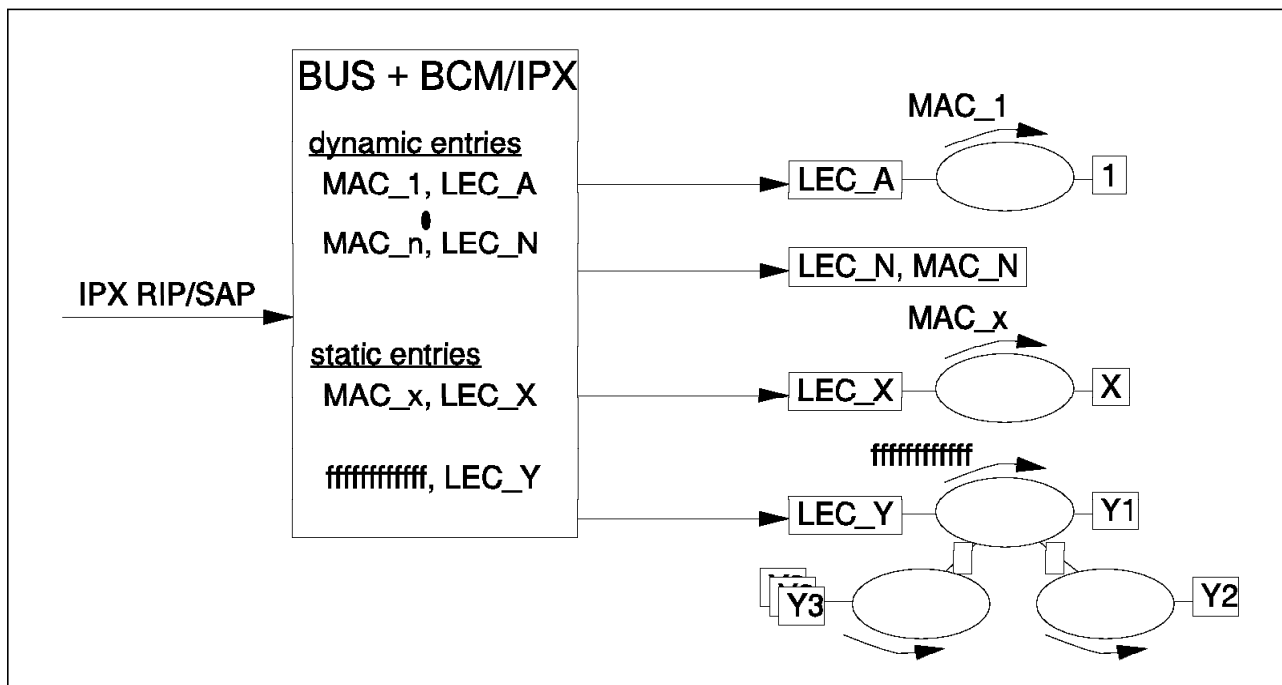 BUS + BCM/IPX
dynamic entries
MAC_1, LEC_A
MAC_n, LEC_N
IPX RIP/SAP
static entries
MAC_x, LEC_X
ffffffffffff, LEC_Y
MAC_1
LEC_A
1
LEC_N, MAC_N
MAC_x
LEC_X
X
ffffffffffff
LEC_Y
Y1
Y3
Y2